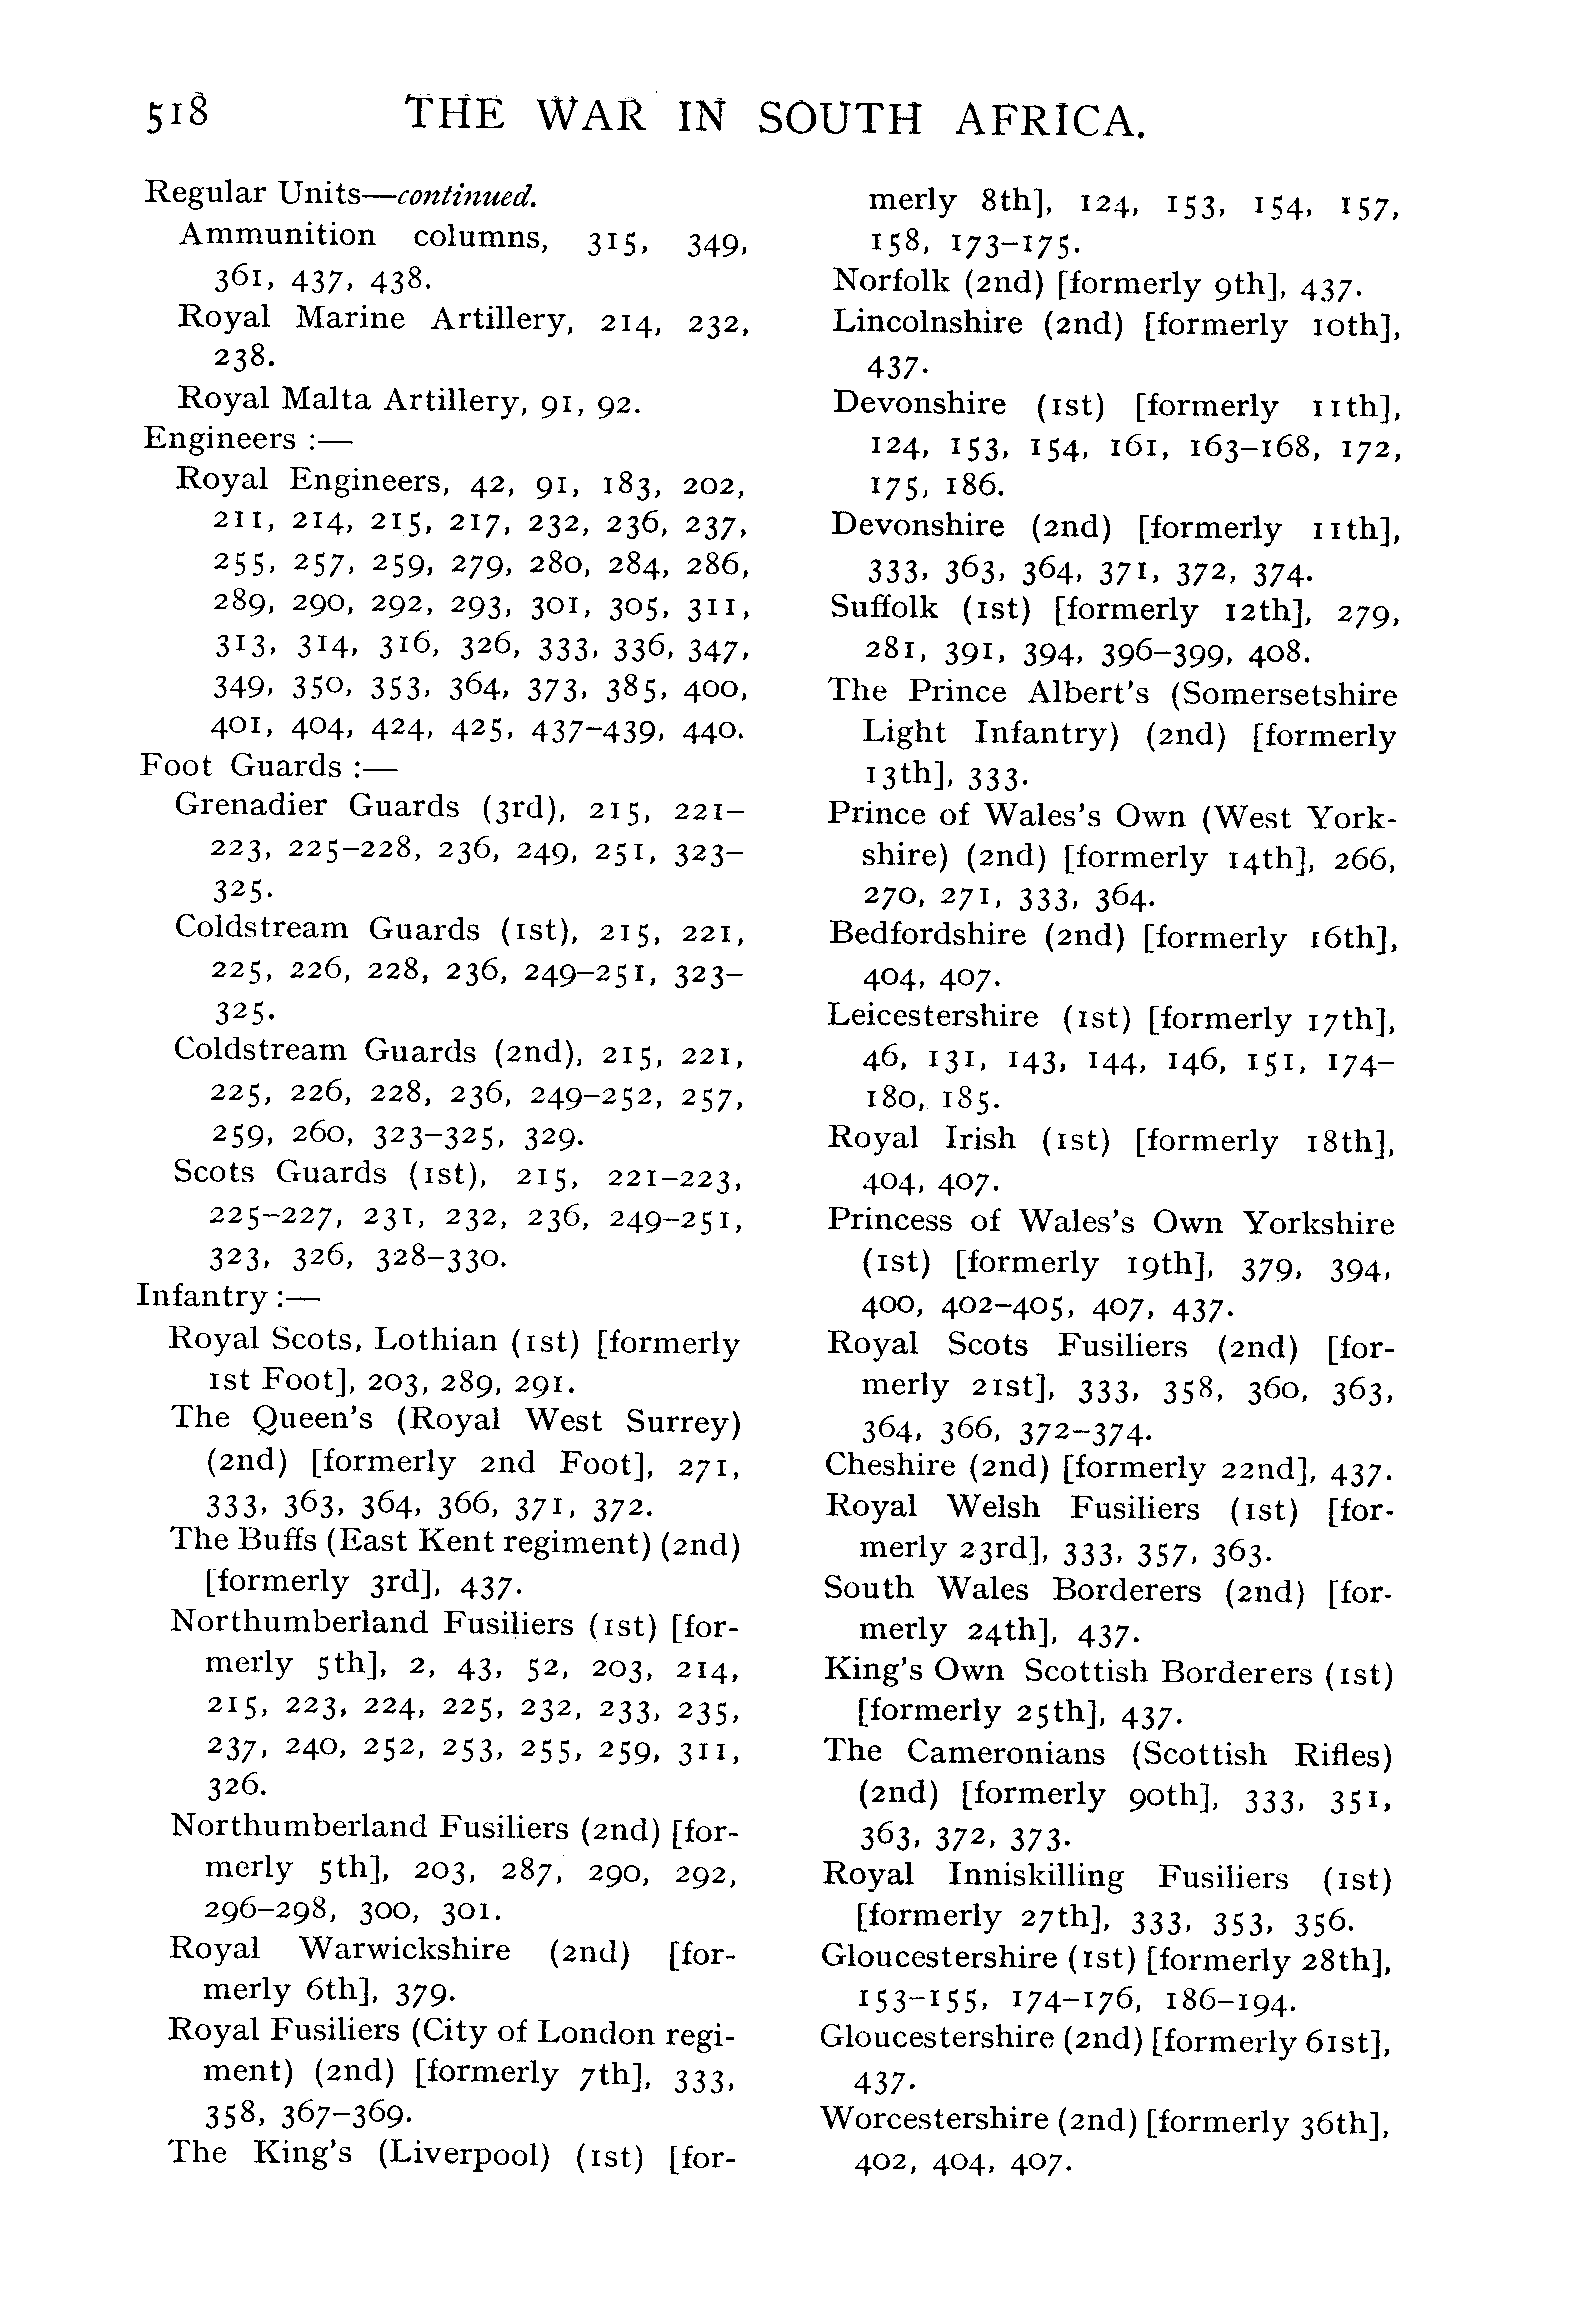 518 THE WAR IN SOUTH AFRICA.
Regular Units—continued.
Ammunition columns, 315, 349,
361, 437, 438.
Royal Marine Artillery, 214, 232,
238.
Royal Malta Artillery, 91, 92.
Engineers :—
Royal Engineers, 42, 91, 183, 202,
211, 214, 215, 217, 232, 236, 237,
255, 257, 259, 279, 280, 284, 286,
289, 290, 292, 293, 301, 305, 311,
313, 314, 316, 326, 333, 336, 347,
349, 350, 353, 364, 373, 385, 400,
401, 404, 424, 425, 437–439, 440.
Foot Guards :—
Grenadier Guards (3rd), 215, 221–
223, 225–228, 236, 249, 251, 323–
325.
Coldstream Guards (1st), 215, 221,
225, 226, 228, 236, 249–251, 323–
325.
Coldstream Guards (2nd), 215, 221,
225, 226, 228, 236, 249–252, 257,
259, 260, 323–325, 329.
Scots Guards (1st), 215, 221–223,
225–227, 231, 232, 236, 249–251,
323, 326, 328–330.
Infantry :—
Royal Scots, Lothian (1st) [formerly
1st Foot], 203, 289, 291.
The Queen's (Royal West Surrey)
(2nd) [formerly 2nd Foot], 271,
333, 363, 364, 366, 371, 372.
The Buffs (East Kent regiment) (2nd)
[formerly 3rd], 437.
Northumberland Fusiliers (1st) [for-
merly 5th], 2, 43, 52, 203, 214,
215, 223, 224, 225, 232, 233, 235,
237, 240, 252, 253, 255, 259, 311,
326.
Northumberland Fusiliers (2nd) [for-
merly 5th], 203, 287, 290, 292,
296–298, 300, 301.
Royal Warwickshire (2nd) [for-
merly 6th], 379.
Royal Fusiliers (City of London regi-
ment) (2nd) [formerly 7th], 333,
358, 367–369.
The King's (Liverpool) (1st) [for-
merly 8th], 124, 153, 154, 157,
158, 173–175.
Norfolk (2nd) [formerly 9th], 437.
Lincolnshire (2nd) [formerly 10th],
437.
Devonshire (1st) [formerly 11th],
124, 153, 154, 161, 163–168, 172,
175, 186.
Devonshire (2nd) [formerly 11th],
333, 363, 364, 371, 372, 374.
Suffolk (1st) [formerly 12th], 279,
281, 391, 394, 396–399, 408.
The Prince Albert's (Somersetshire
Light Infantry) (2nd) [formerly
13th], 333.
Prince of Wales's Own (West York-
shire) (2nd) [formerly 14th], 266,
270, 271, 333, 364.
Bedfordshire (2nd) [formerly 16th],
404, 407.
Leicestershire (1st) [formerly 17th],
46, 131, 143, 144, 146, 151, 174–
180, 185.
Royal Irish (1st) [formerly 18th],
404, 407.
Princess of Wales's Own Yorkshire
(1st) [formerly 19th], 379, 394,
400, 402–405, 407, 437.
Royal Scots Fusiliers (2nd) [for-
merly 21st], 333, 358, 360, 363,
364, 366, 372–374.
Cheshire (2nd) [formerly 22nd], 437.
Royal Welsh Fusiliers (1st) [for-
merly 23rd], 333, 357, 363.
South Wales Borderers (2nd) [for-
merly 24th], 437.
King's Own Scottish Borderers (1st)
[formerly 25th], 437.
The Cameronians (Scottish Rifles)
(2nd) [formerly 90th], 333, 351,
363, 372, 373.
Royal Inniskilling Fusiliers (1st)
[formerly 27th], 333, 353, 356.
Gloucestershire (1st) [formerly 28th],
153–155, 174–176, 186–194.
Gloucestershire (2nd) [formerly 61st],
437.
Worcestershire (2nd) [formerly 36th],
402, 404, 407.